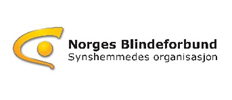 Norges Blindeforbund
Synshemmedes organisasjon